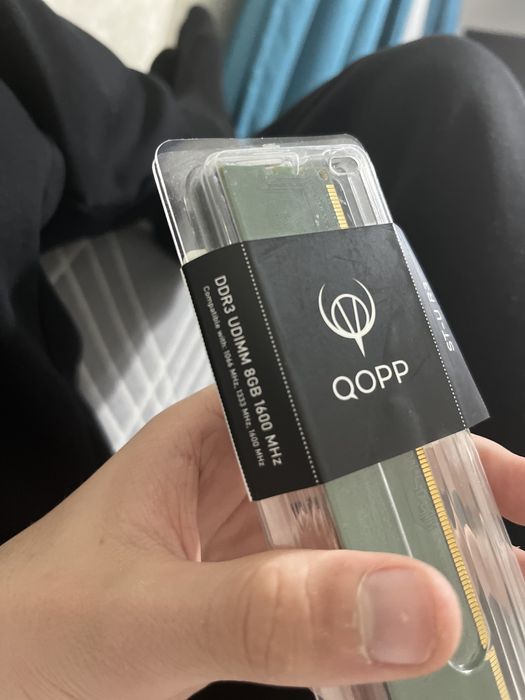 DDR3 UDIMM 8GB 1600 MHz
Compatible with: 1066 MHz, 1333 MHz, 1600 MHz
QOPP